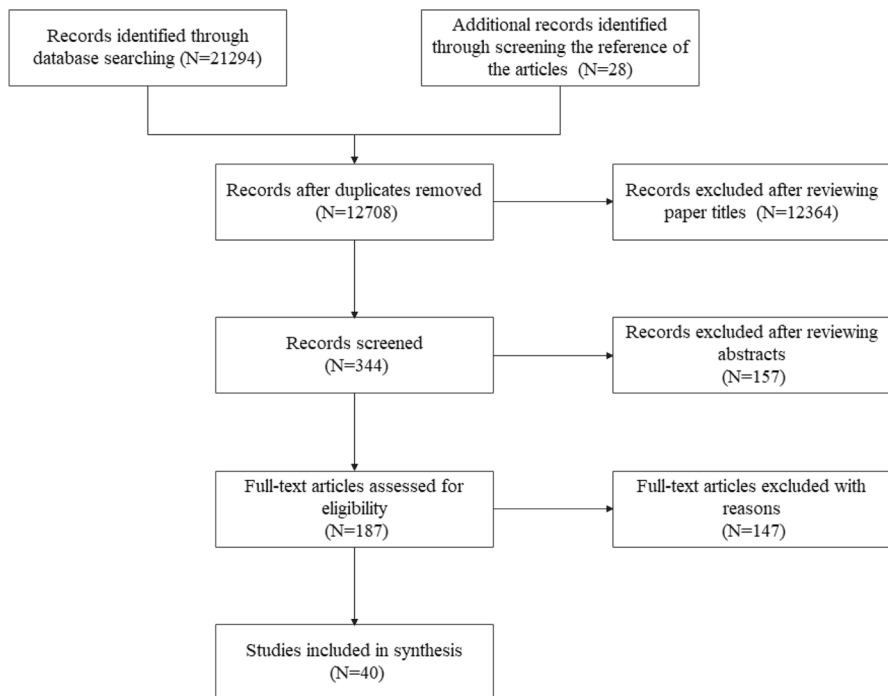 Records identified through
database searching (N=21294)
Additional records identified
through screening the reference of
the articles (N=28)
Records after duplicates removed
(N=12708)
Records excluded after reviewing
paper titles (N=12364)
Records screened
(N=344)
Records excluded after reviewing
abstracts
(N=157)
Full-text articles assessed for
eligibility
(N=187)
Full-text articles excluded with
reasons
(N=147)
Studies included in synthesis
(N=40)